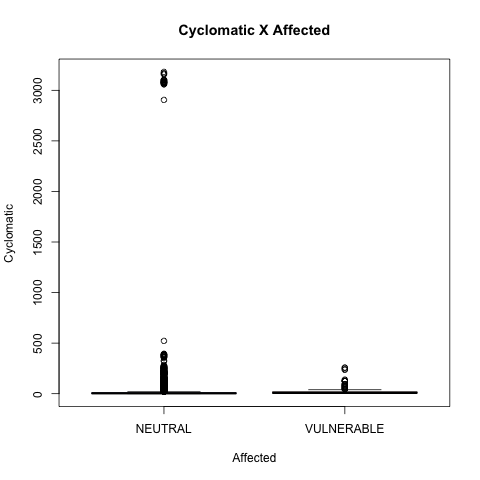 Cyclomatic X Affected
Cyclomatic
3000
2500
2000
1500
1000
500
0
NEUTRAL
VULNERABLE
Affected